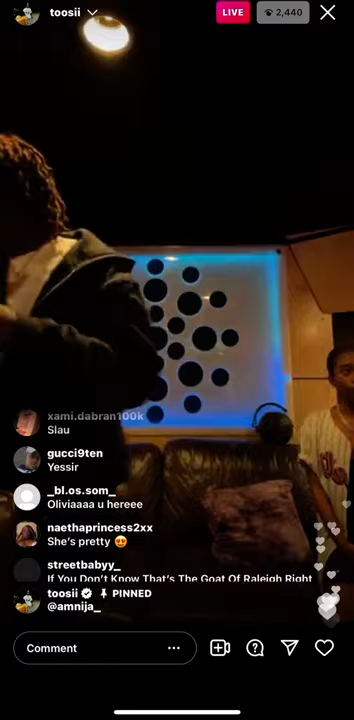 toosii
LIVE
2,440
xami.dabran100k
Slau
gucci9ten
Yessir
_bl.os.som_
Oliviaaaa u hereee
naethaprincess2xx
She's pretty 😍
streetbabyy_
If You Don't Know That's The Goat Of Raleigh Right
toosii PINNED
@amnija_
Comment